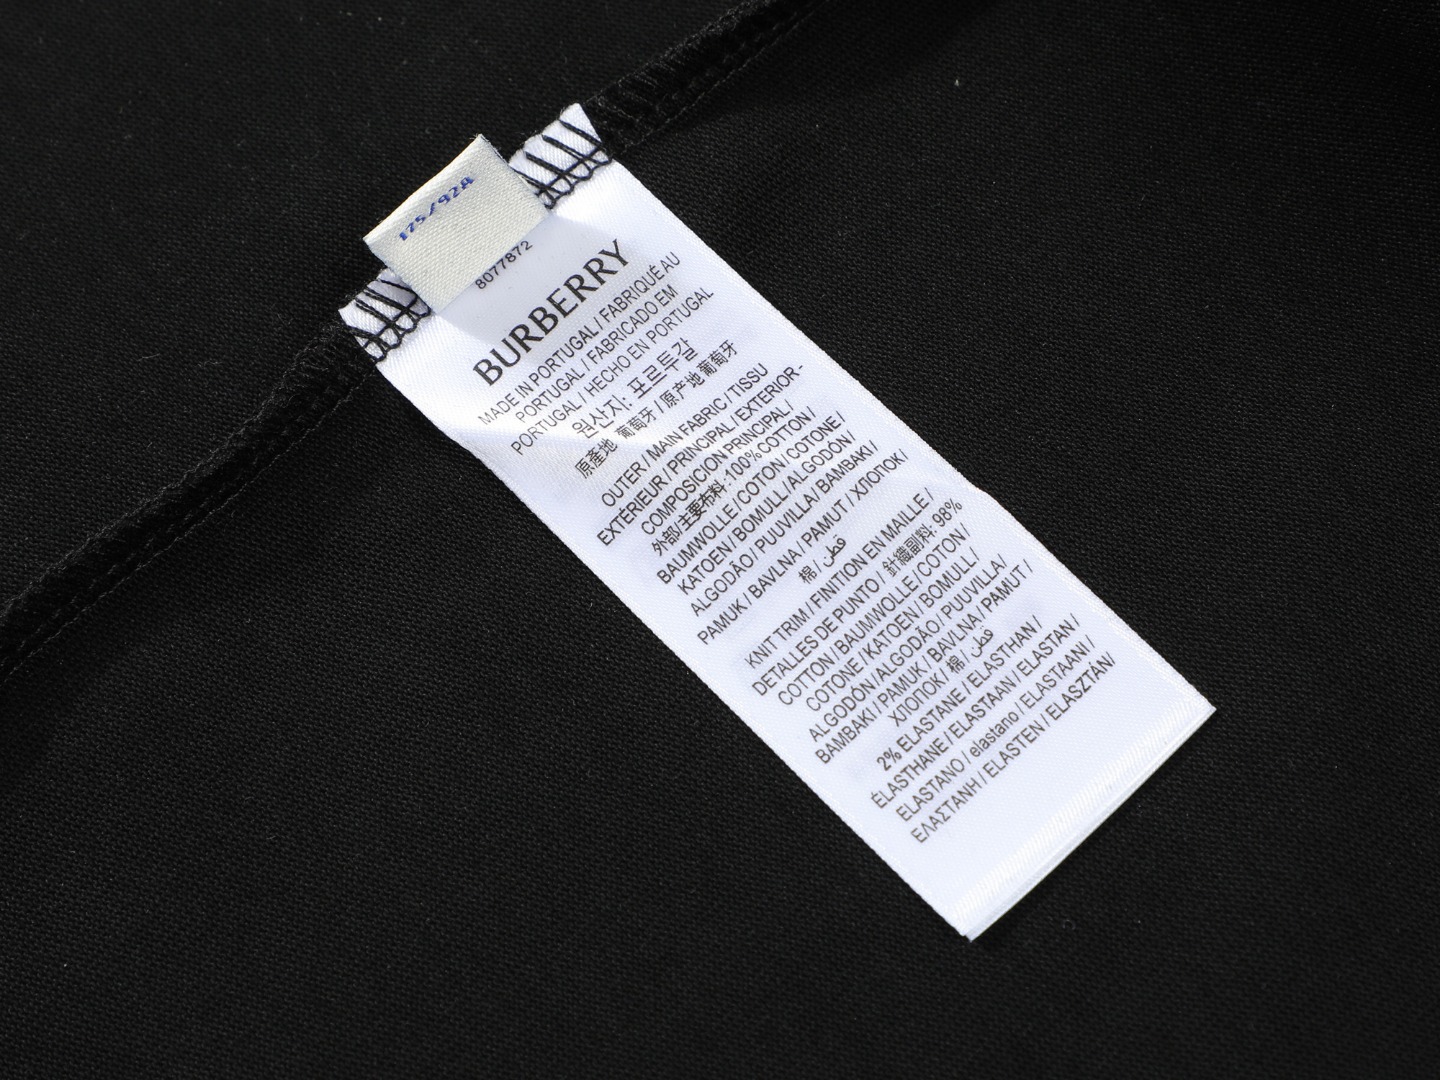 175/92A
8077872
BURBERRY
MADE IN PORTUGAL / FABRIQUÉ AU
PORTUGAL / FABRICADO EM
PORTUGAL / HECHO EN PORTUGAL
원산지: 포르투갈
原產地 葡萄牙 / 原产地 葡萄牙
OUTER / MAIN FABRIC / TISSU
EXTÉRIEUR / PRINCIPAL / EXTERIOR-
COMPOSICION PRINCIPAL /
外部/主要布料: 100% COTTON /
BAUMWOLLE / COTON / COTONE /
KATOEN / BOMULL / ALGODÓN /
ALGODÃO / PUUVILLA / BAMBAKI /
PAMUK / BAVLNA / PAMUT / ХЛОПОК /
棉 / قطن
KNIT TRIM / FINITION EN MAILLE /
DETALLES DE PUNTO / 針織副料: 98%
COTTON / BAUMWOLLE / COTON /
COTONE / KATOEN / BOMULL /
ALGODÓN / ALGODÃO / PUUVILLA /
BAMBAKI / PAMUK / BAVLNA / PAMUT /
ХЛОПОК / 棉 / قطن
2% ELASTANE / ELASTHAN /
ÉLASTHANE / ELASTAAN / ELASTAN /
ELASTANO / elastano / ELASTAANI /
ΕΛΑΣΤΑΝΗ / ELASTEN / ELASZTÁN/